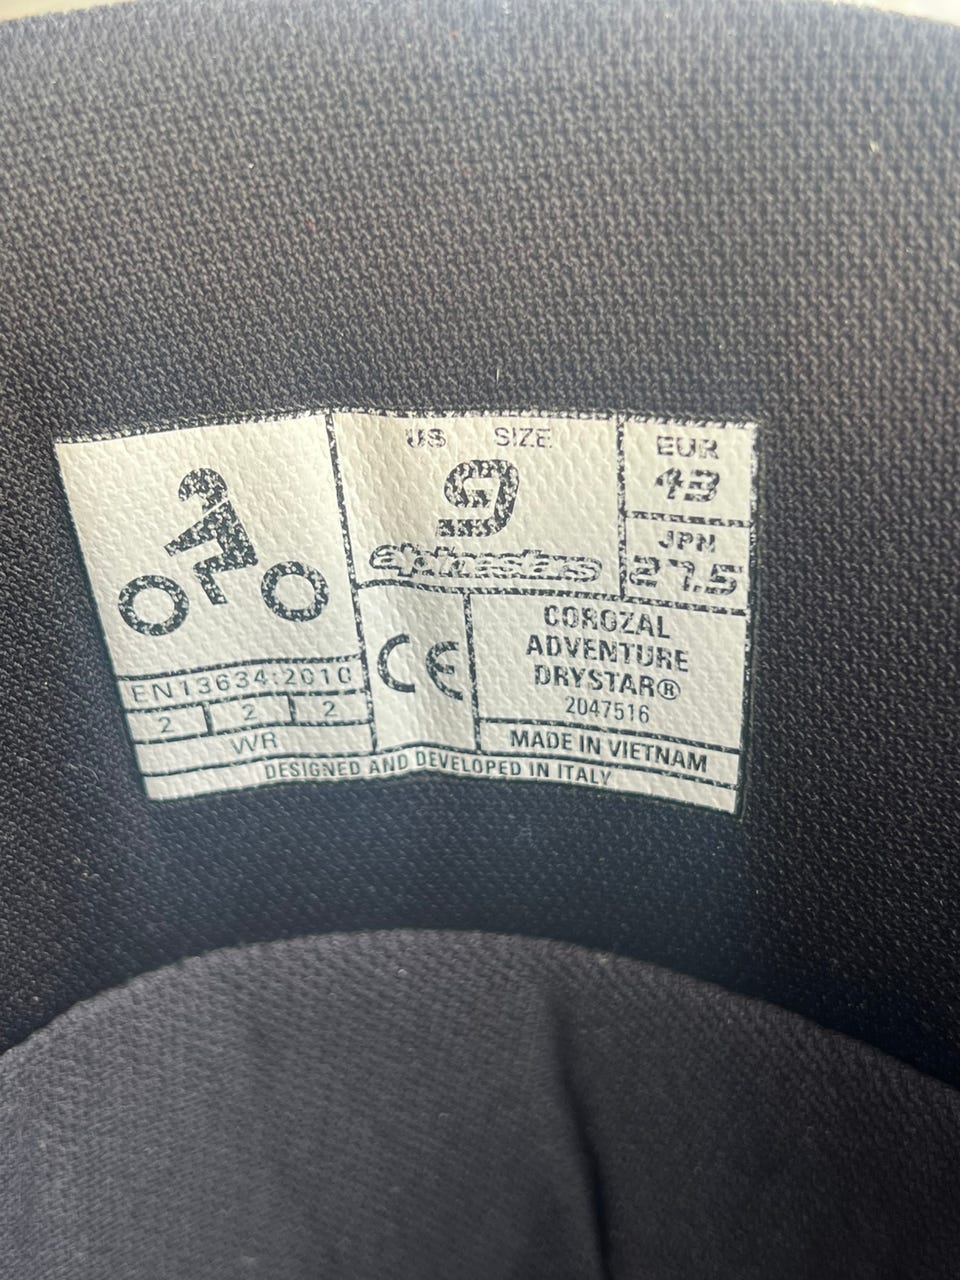 US SIZE
9
alpinestars
EUR
43
JPN
27.5
EN13634:2010
2 2 2
WR
CE
COROZAL
ADVENTURE
DRYSTAR®
2047516
MADE IN VIETNAM
DESIGNED AND DEVELOPED IN ITALY